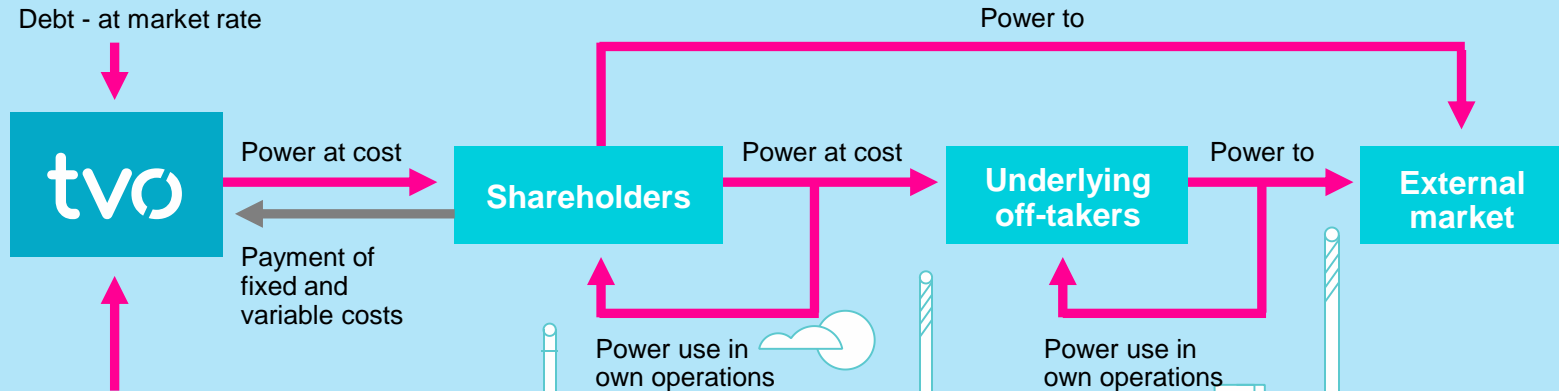 Debt - at market rate
Power to
tvo
Power at cost
Shareholders
Power at cost
Underlying
off-takers
Power to
External
market
Payment of
fixed and
variable costs
Power use in
own operations
Power use in
own operations